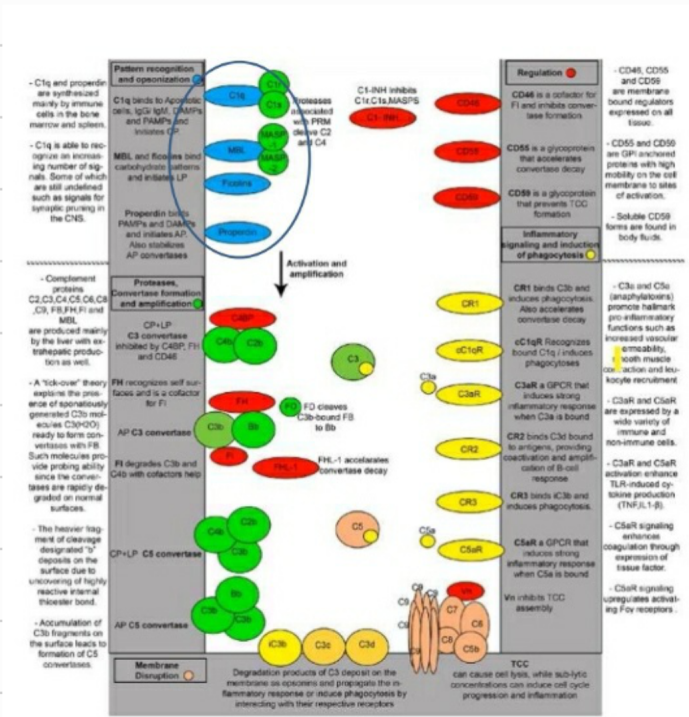 Pattern recognition
and opsonization
C1q binds to Apoptotic
cells, IgG/ IgM, DAMPs
and PAMPs and
initiates CP.
MBL and ficolins bind
carbohydrate patterns
and initiates LP
Properdin binds
PAMPs and DAMPs
and initiates AP.
Also stabilizes
AP convertases
- C1q and properdin
are synthesized
mainly by immune
cells in the bone
marrow and spleen.
- C1q is able to rec-
ognize an increas-
ing number of sig-
nals. Some of which
are still undefined
such as signals for
synaptic pruning in
the CNS.
C1q
C1r
C1s
MBL
MASP
-1
MASP
-2
Ficolins
Properdin
Proteases
associated
with PRM
cleave C2
and C4
C1-INH inhibits
C1r,C1s,MASPS
C1- INH
CD46
CD55
CD59
Regulation
CD46 is a cofactor for
FI and inhibits conver-
tase formation
CD55 is a glycoprotein
that accelerates
convertase decay
CD59 is a glycoprotein
that prevents TCC
formation
- CD46, CD55
and CD59
are membrane
bound regulators
expressed on all
tissue.
- CD55 and CD59
are GPI anchored
proteins with high
mobility on the cell
membrane to sites
of activation.
- Soluble CD59
forms are found in
body fluids.
Activation and
amplification
Inflammatory
signaling and induction
of phagocytosis
Proteases,
Convertase formation
and amplification
CP+LP
C3 convertase
inhibited by C4BP, FH
and CD46
FH recognizes self sur-
faces and is a cofactor
for FI
AP C3 convertase
FI degrades C3b and
C4b with cofactors help
CP+LP C5 convertase
AP C5 convertase
- Complement
proteins
C2,C3,C4,C5,C6,C8
,C9, FB,FH,FI and
MBL
are produced mainly
by the liver with ex-
trahepatic produc-
tion as well.
- A "tick-over" theory
explains the pres-
ence of spontaneously
generated C3b mol-
ecules C3(H2O)
ready to form con-
vertases with FB.
Such molecules pro-
vide probing ability
since the conver-
tases are rapidly de-
graded on normal
surfaces.
- The heavier frag-
ment of cleavage
designated "b"
deposits on the
surface due to
uncovering of highly
reactive internal
thioester bond.
- Accumulation of
C3b fragments on
the surface leads to
formation of C5
convertases.
C4BP
C4b
C2b
FH
C3b
Bb
FI
FD
FD cleaves
C3b-bound FB
to Bb
FHL-1
FHL-1 accelarates
convertase decay
C3
C3a
C5
C5a
C4b
C2b
C3b
Bb
C3b
C3b
CR1
cC1qR
C3aR
CR2
CR3
C5aR
CR1 binds C3b and
induces phagocytosis.
Also accelerates
convertase decay
cC1qR Recognizes
bound C1q / induces
phagocytoses
C3aR a GPCR that
induces strong
inflammatory response
when C3a is bound
CR2 binds C3d bound
to antigens, providing
coactivation and amplifi-
cation of B-cell
response
CR3 binds iC3b and
induces phagocytosis.
C5aR a GPCR that
induces strong
inflammatory response
when C5a is bound
Vn inhibits TCC
assembly
- C3a and C5a
(anaphylatoxins)
promote hallmark
pro-inflammatory
functions such as
increased vascular
permeability,
smooth muscle
contraction and leu-
kocyte recruitment
- C3aR and C5aR
are expressed by a
wide variety of
immune and
non-immune cells.
- C3aR and C5aR
activation enhance
TLR-induced cy-
tokine production
(TNF,IL1-β).
- C5aR signaling
enhances
coagulation through
expression of
tissue factor.
- C5aR signaling
upregulates activat-
ing Fcγ receptors .
C9
C9
C9
C9
C9
Vn
C7
C6
C8
C5b
iC3b
C3c
C3d
Membrane
Disruption
Degradation products of C3 deposit on the
membrane as opsonins and propagate the in-
flammatory response or induce phagocytosis by
interacting with their respective receptors
TCC
can cause cell lysis, while sub-lytic
concentrations can induce cell cycle
progression and inflammation